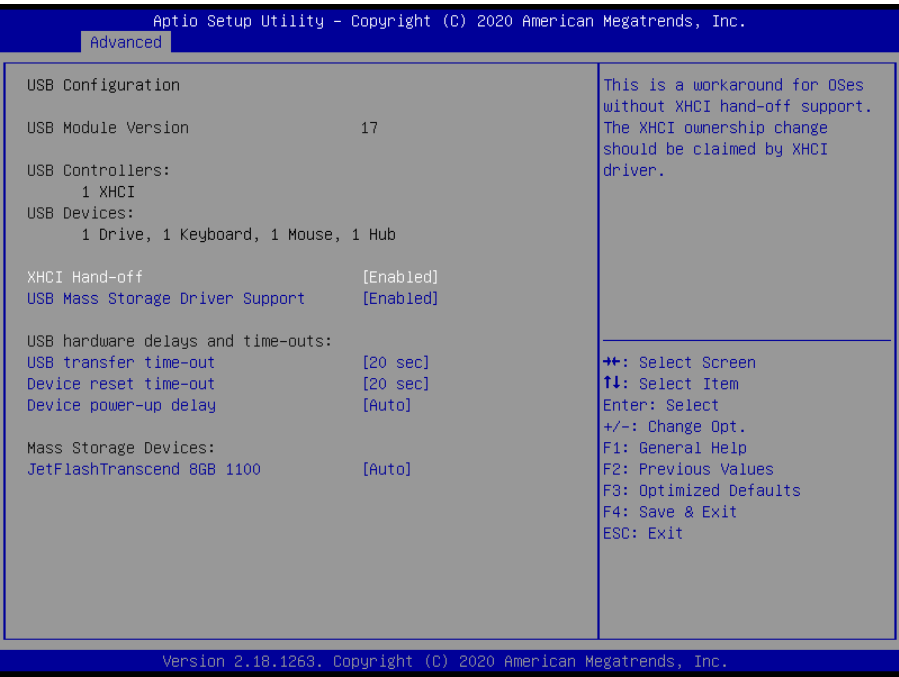 Aptio Setup Utility – Copyright (C) 2020 American Megatrends, Inc.
Advanced
USB Configuration
USB Module Version 17
USB Controllers:
1 XHCI
USB Devices:
1 Drive, 1 Keyboard, 1 Mouse, 1 Hub
XHCI Hand-off [Enabled]
USB Mass Storage Driver Support [Enabled]
USB hardware delays and time-outs:
USB transfer time-out [20 sec]
Device reset time-out [20 sec]
Device power-up delay [Auto]
Mass Storage Devices:
JetFlashTranscend 8GB 1100 [Auto]
This is a workaround for OSes
without XHCI hand-off support.
The XHCI ownership change
should be claimed by XHCI
driver.
→←: Select Screen
↑↓: Select Item
Enter: Select
+/-: Change Opt.
F1: General Help
F2: Previous Values
F3: Optimized Defaults
F4: Save & Exit
ESC: Exit
Version 2.18.1263. Copyright (C) 2020 American Megatrends, Inc.